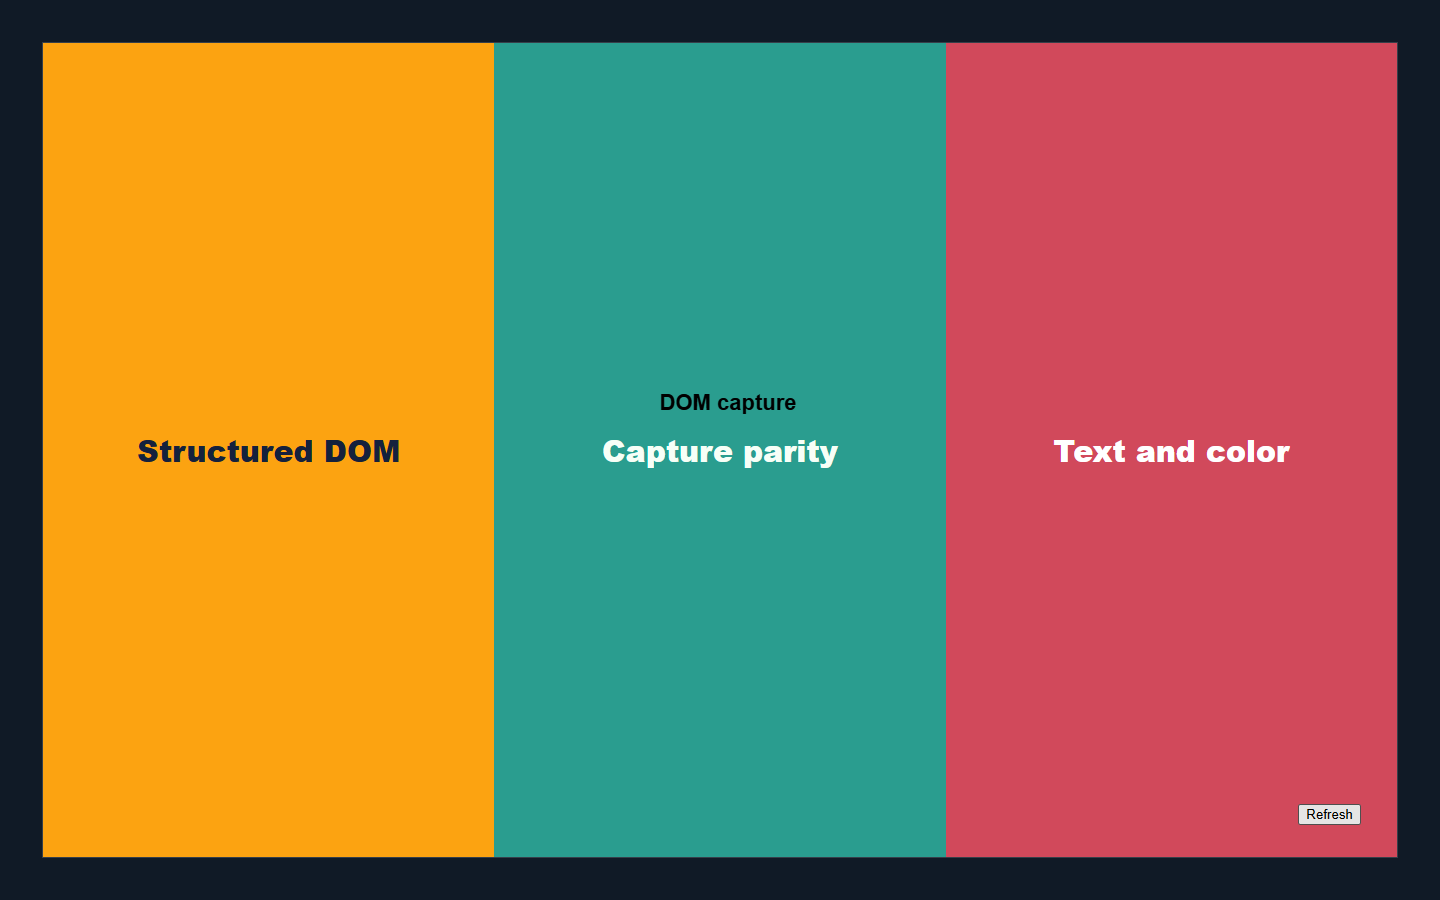 DOM capture
Structured DOM
Capture parity
Text and color
Refresh